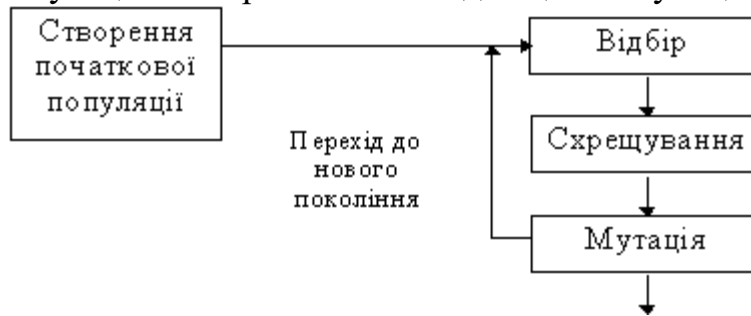 Створення
початкової
популяції
Відбір
Схрещування
Перехід до
нового
покоління
Мутація